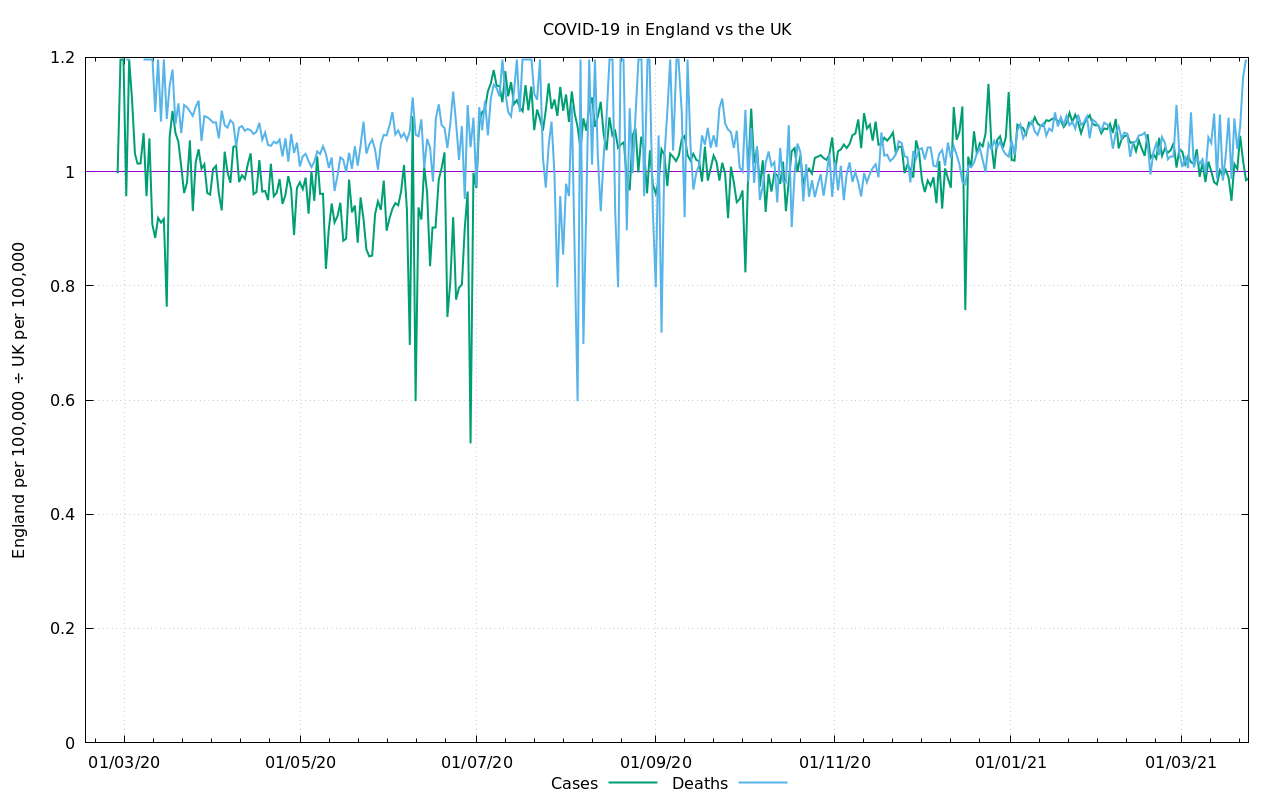 COVID-19 in England vs the UK
England per 100,000 ÷ UK per 100,000
1.2
1
0.8
0.6
0.4
0.2
0
01/03/20 01/05/20 01/07/20 01/09/20 01/11/20 01/01/21 01/03/21
Cases Deaths